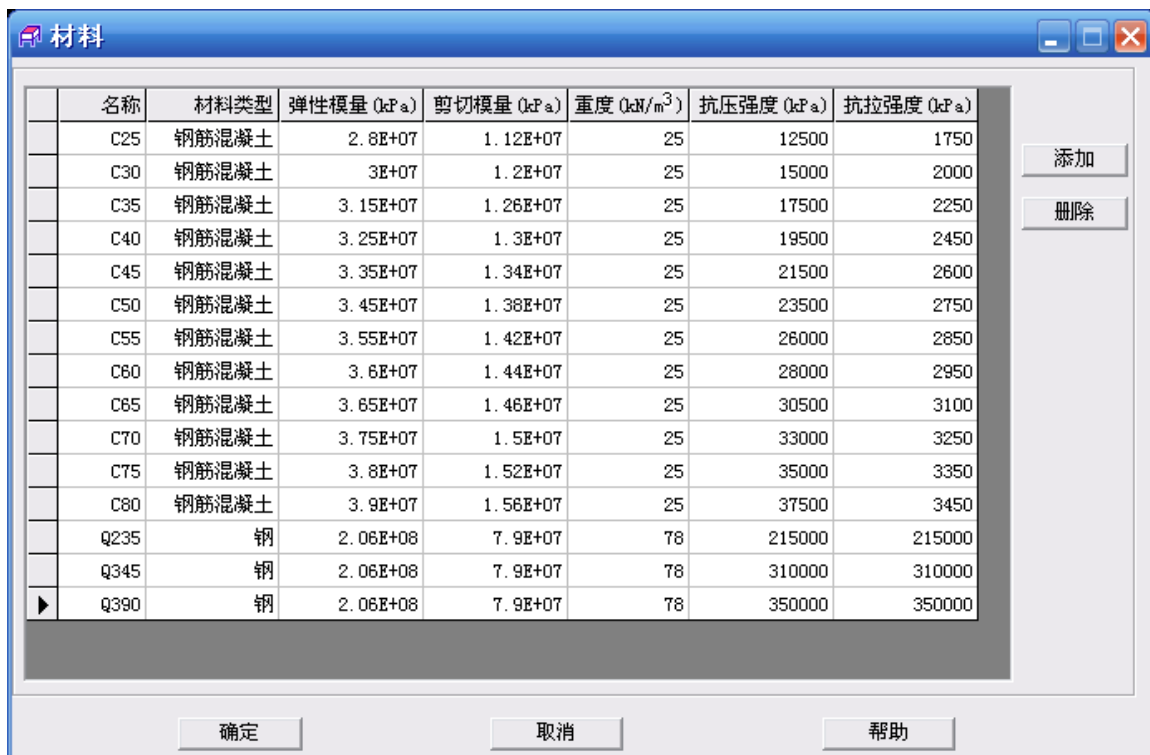 材料
名称 材料类型 弹性模量(kPa) 剪切模量(kPa) 重度(kN/m³) 抗压强度(kPa) 抗拉强度(kPa)
C25 钢筋混凝土 2.8E+07 1.12E+07 25 12500 1750
C30 钢筋混凝土 3E+07 1.2E+07 25 15000 2000
C35 钢筋混凝土 3.15E+07 1.26E+07 25 17500 2250
C40 钢筋混凝土 3.25E+07 1.3E+07 25 19500 2450
C45 钢筋混凝土 3.35E+07 1.34E+07 25 21500 2600
C50 钢筋混凝土 3.45E+07 1.38E+07 25 23500 2750
C55 钢筋混凝土 3.55E+07 1.42E+07 25 26000 2850
C60 钢筋混凝土 3.6E+07 1.44E+07 25 28000 2950
C65 钢筋混凝土 3.65E+07 1.46E+07 25 30500 3100
C70 钢筋混凝土 3.75E+07 1.5E+07 25 33000 3250
C75 钢筋混凝土 3.8E+07 1.52E+07 25 35000 3350
C80 钢筋混凝土 3.9E+07 1.56E+07 25 37500 3450
Q235 钢 2.06E+08 7.9E+07 78 215000 215000
Q345 钢 2.06E+08 7.9E+07 78 310000 310000
Q390 钢 2.06E+08 7.9E+07 78 350000 350000
添加
删除
确定 取消 帮助